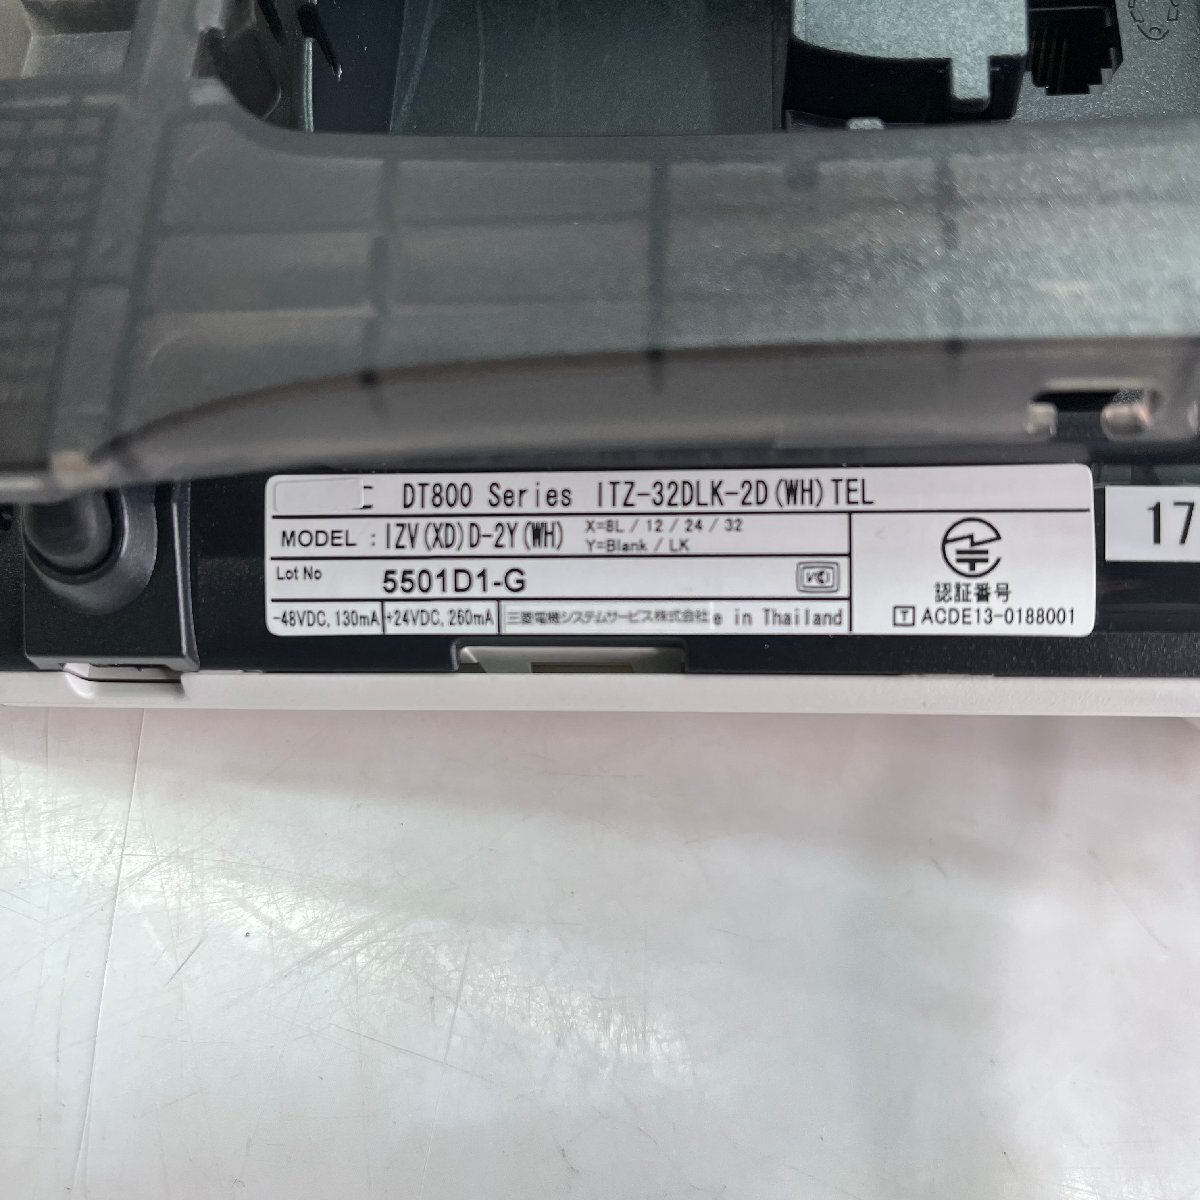 DT800 Series ITZ-32DLK-2D(WH)TEL
MODEL : IZV(XD)D-2Y(WH) X=8L / 12 / 24 / 32
Y=Blank / LK
Lot No 5501D1-G
VCI
-48VDC, 130mA +24VDC, 260mA 三菱電機システムサービス株式会社 e in Thailand
認証番号
T ACDE13-0188001
17